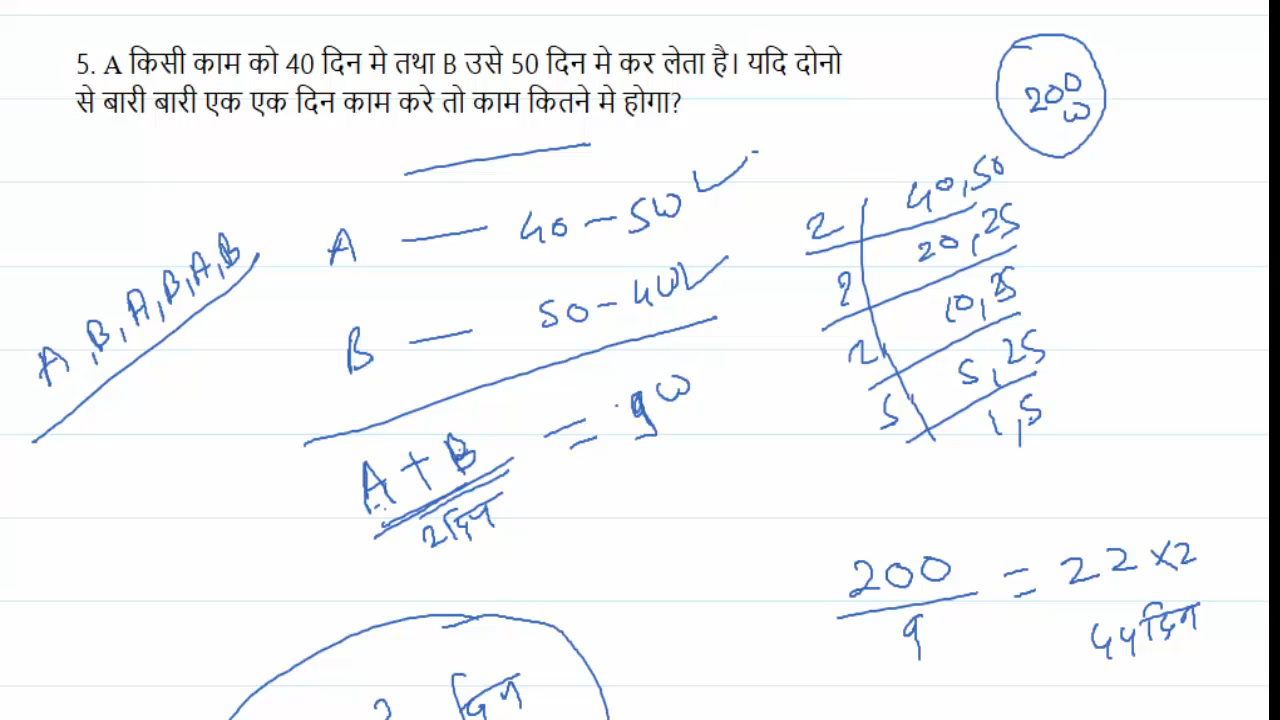 5. A किसी काम को 40 दिन मे तथा B उसे 50 दिन मे कर लेता है। यदि दोनो
से बारी बारी एक एक दिन काम करे तो काम कितने मे होगा?
200
W
A, B, A, B, A, B
A — 40 – 5W
B — 50 – 4W
A + B = 9W
2दिन
2 | 40, 50
2 | 20, 25
2 | 10, 25
5 | 5, 25
1, 5
200/9 = 22 x 2
44दिन
दिन